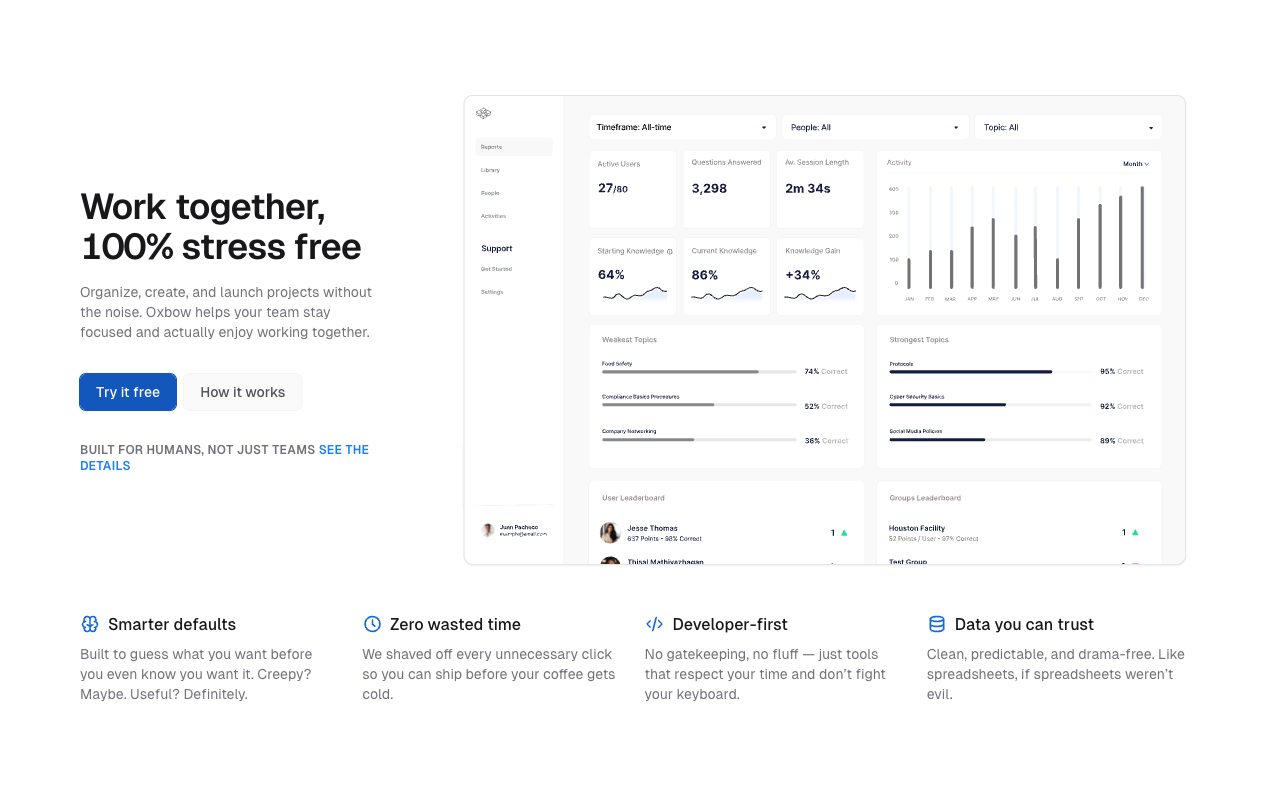 Work together,
100% stress free
Organize, create, and launch projects without
the noise. Oxbow helps your team stay
focused and actually enjoy working together.
Try it free
How it works
BUILT FOR HUMANS, NOT JUST TEAMS SEE THE
DETAILS
Reports
Library
People
Activities
Support
Get Started
Settings
Juan Pacheco
example@email.com
Timeframe: All-time
People: All
Topic: All
Active Users
27/80
Questions Answered
3,298
Av. Session Length
2m 34s
Starting Knowledge
64%
Current Knowledge
86%
Knowledge Gain
+34%
Activity
Month
400
300
200
100
0
JAN FEB MAR APR MAY JUN JUL AUG SEP OCT NOV DEC
Weakest Topics
Food Safety
74% Correct
Compliance Basics Procedures
52% Correct
Company Networking
36% Correct
Strongest Topics
Protocols
95% Correct
Cyber Security Basics
92% Correct
Social Media Policies
89% Correct
User Leaderboard
Jesse Thomas
637 Points • 98% Correct
1
Thisal Mathiyazhagan
Groups Leaderboard
Houston Facility
52 Points / User • 97% Correct
1
Test Group
Smarter defaults
Built to guess what you want before
you even know you want it. Creepy?
Maybe. Useful? Definitely.
Zero wasted time
We shaved off every unnecessary click
so you can ship before your coffee gets
cold.
Developer-first
No gatekeeping, no fluff — just tools
that respect your time and don’t fight
your keyboard.
Data you can trust
Clean, predictable, and drama-free. Like
spreadsheets, if spreadsheets weren’t
evil.